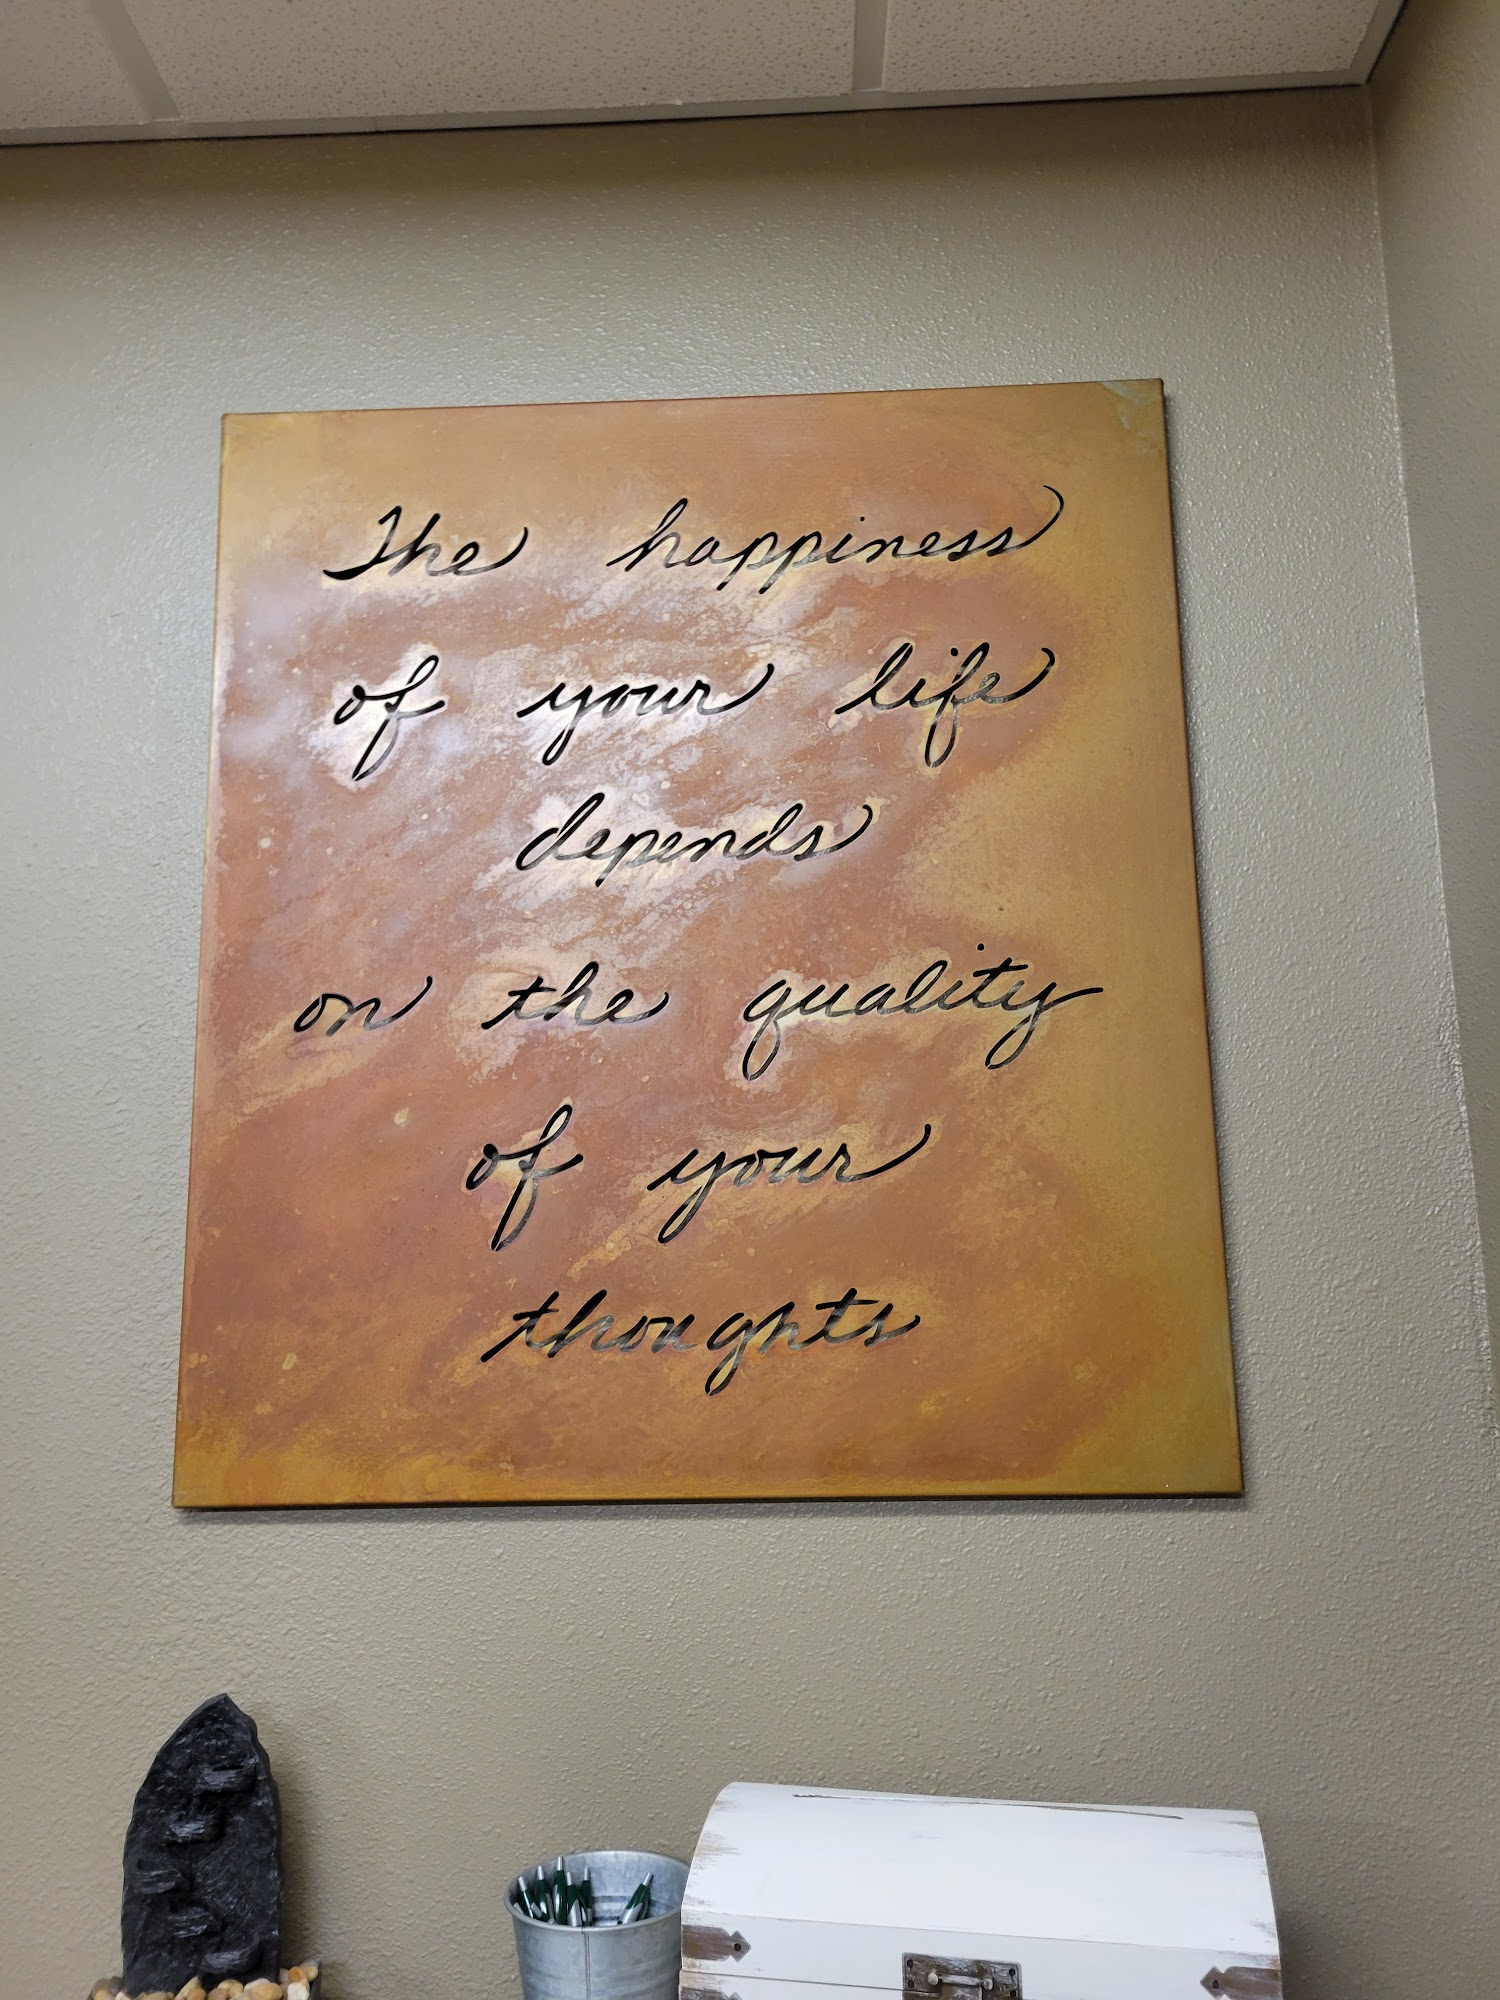 The happiness
of your life
depends
on the quality
of your
thoughts